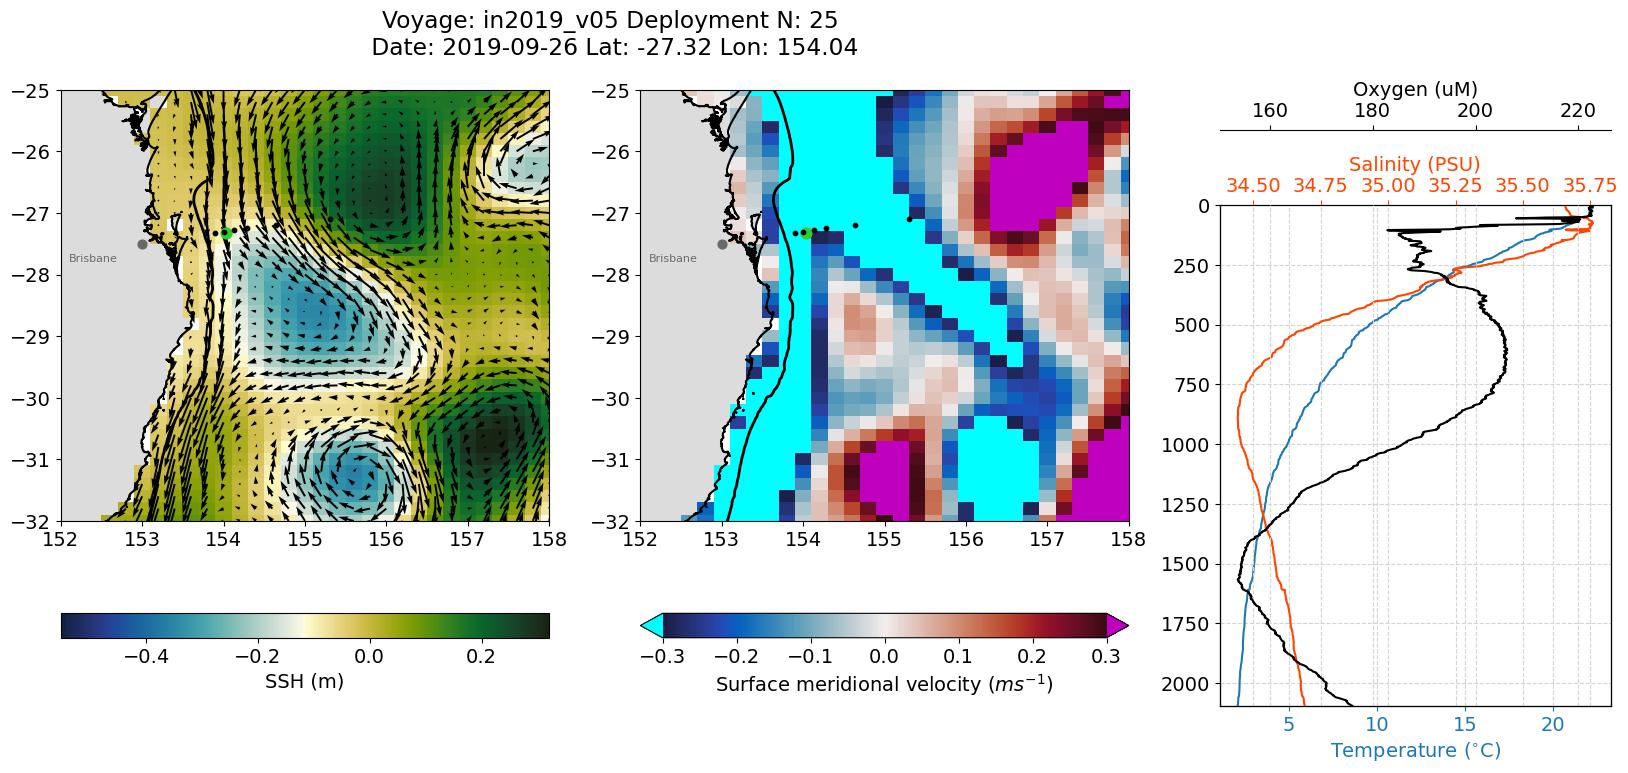 Voyage: in2019_v05 Deployment N: 25
Date: 2019-09-26 Lat: -27.32 Lon: 154.04
−25
−26
−27
−28
−29
−30
−31
−32
152 153 154 155 156 157 158
Brisbane
−0.4 −0.2 0.0 0.2
SSH (m)
−25
−26
−27
−28
−29
−30
−31
−32
152 153 154 155 156 157 158
Brisbane
−0.3 −0.2 −0.1 0.0 0.1 0.2 0.3
Surface meridional velocity (ms⁻¹)
Oxygen (uM)
160 180 200 220
Salinity (PSU)
34.50 34.75 35.00 35.25 35.50 35.75
0
250
500
750
1000
1250
1500
1750
2000
5 10 15 20
Temperature (°C)